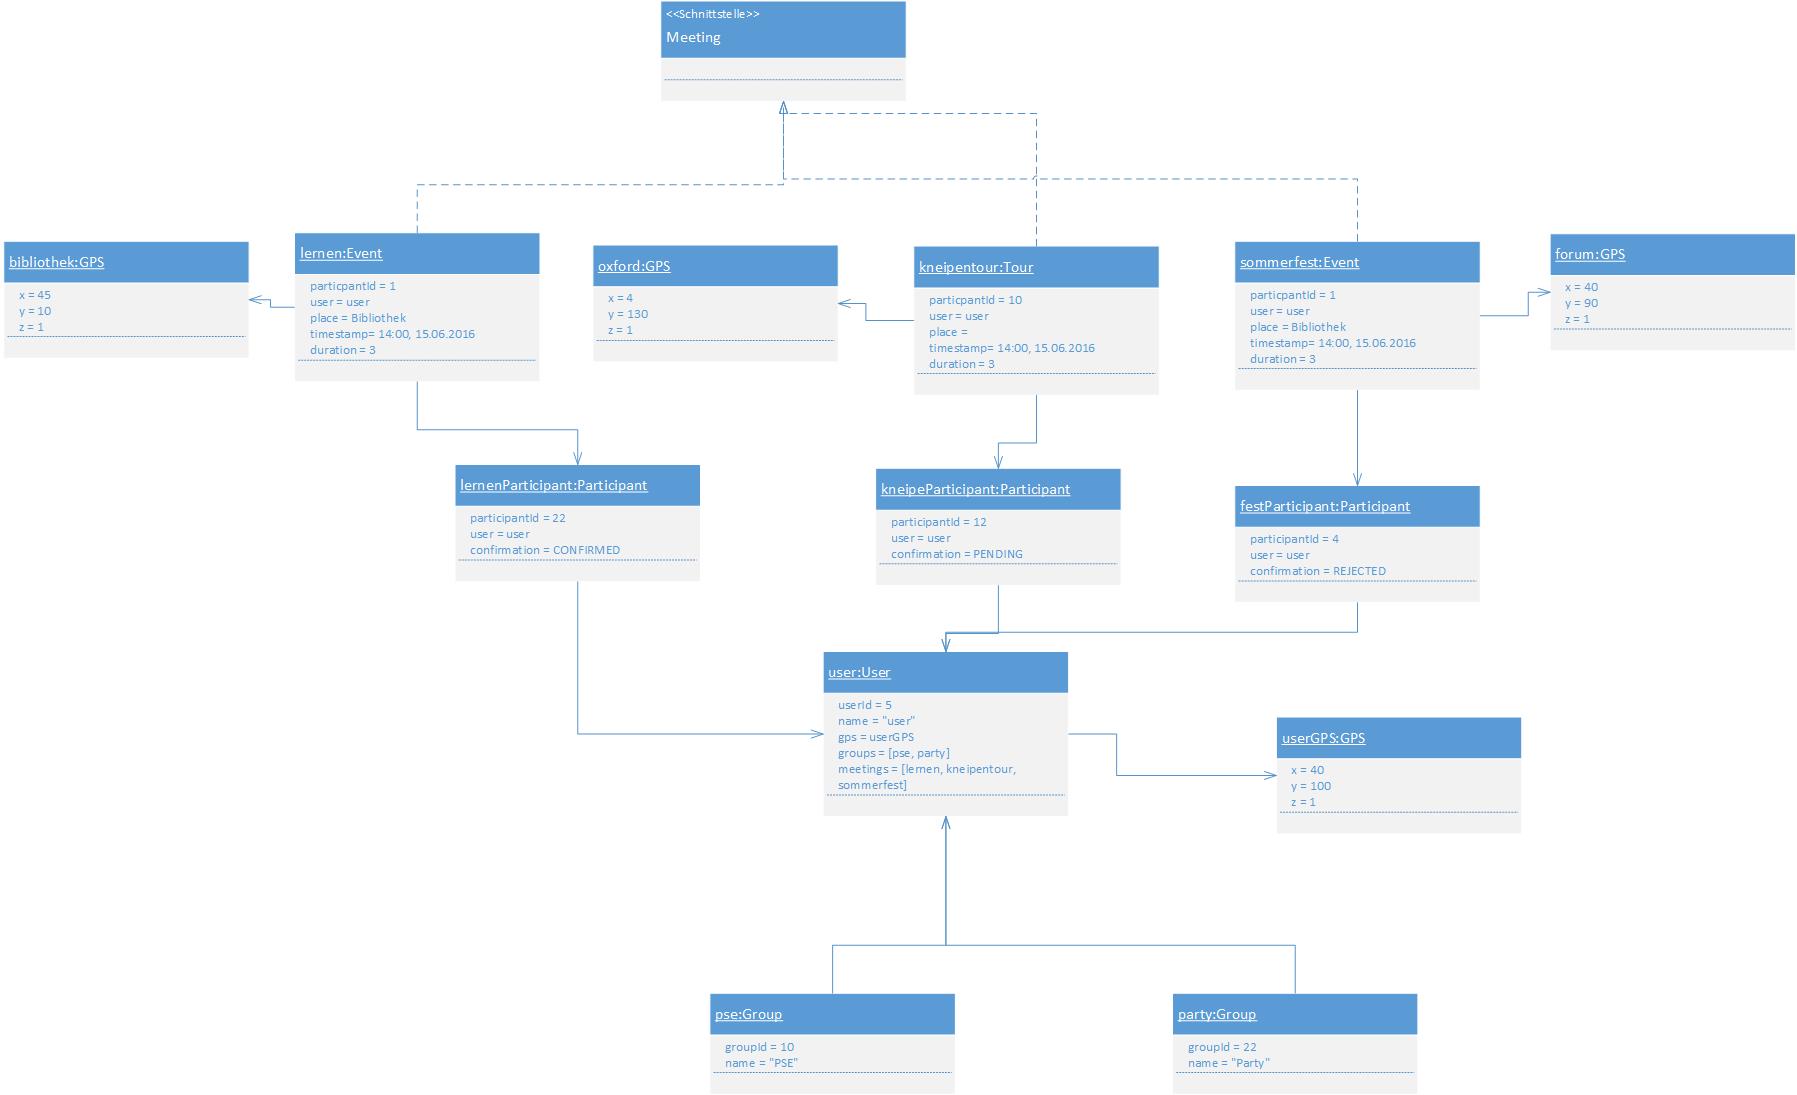 <<Schnittstelle>>
Meeting
bibliothek:GPS
x = 45
y = 10
z = 1
lernen:Event
particpantId = 1
user = user
place = Bibliothek
timestamp= 14:00, 15.06.2016
duration = 3
oxford:GPS
x = 4
y = 130
z = 1
kneipentour:Tour
particpantId = 10
user = user
place =
timestamp= 14:00, 15.06.2016
duration = 3
sommerfest:Event
particpantId = 1
user = user
place = Bibliothek
timestamp= 14:00, 15.06.2016
duration = 3
forum:GPS
x = 40
y = 90
z = 1
lernenParticipant:Participant
participantId = 22
user = user
confirmation = CONFIRMED
kneipeParticipant:Participant
participantId = 12
user = user
confirmation = PENDING
festParticipant:Participant
participantId = 4
user = user
confirmation = REJECTED
user:User
userId = 5
name = "user"
gps = userGPS
groups = [pse, party]
meetings = [lernen, kneipentour,
sommerfest]
userGPS:GPS
x = 40
y = 100
z = 1
pse:Group
groupId = 10
name = "PSE"
party:Group
groupId = 22
name = "Party"